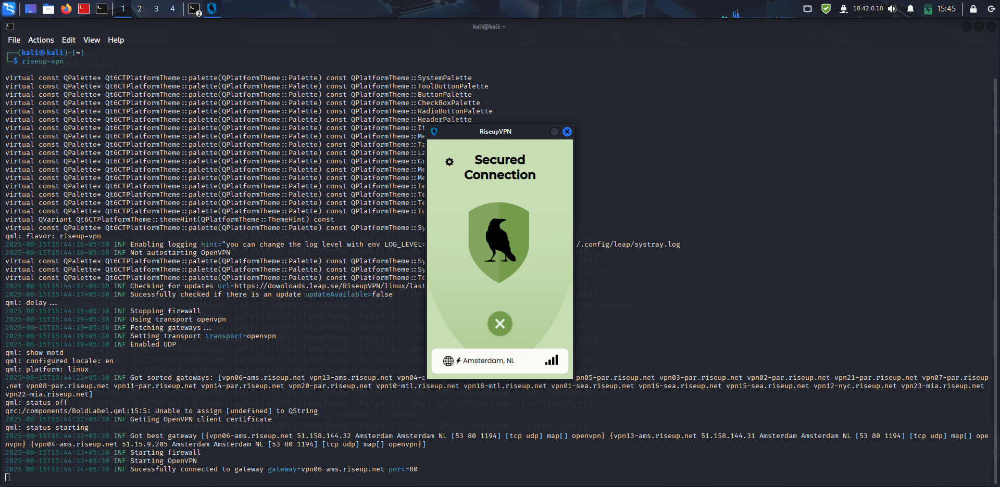 1 2 3 4 2 10.42.0.10 15:45
kali@kali: ~
File Actions Edit View Help
┌──(kali㉿kali)-[~]
└─$ riseup-vpn
virtual const QPalette* Qt6CTPlatformTheme::palette(QPlatformTheme::Palette) const QPlatformTheme::SystemPalette
virtual const QPalette* Qt6CTPlatformTheme::palette(QPlatformTheme::Palette) const QPlatformTheme::ToolButtonPalette
virtual const QPalette* Qt6CTPlatformTheme::palette(QPlatformTheme::Palette) const QPlatformTheme::ButtonPalette
virtual const QPalette* Qt6CTPlatformTheme::palette(QPlatformTheme::Palette) const QPlatformTheme::CheckBoxPalette
virtual const QPalette* Qt6CTPlatformTheme::palette(QPlatformTheme::Palette) const QPlatformTheme::RadioButtonPalette
virtual const QPalette* Qt6CTPlatformTheme::palette(QPlatformTheme::Palette) const QPlatformTheme::HeaderPalette
virtual const QPalette* Qt6CTPlatformTheme::palette(QPlatformTheme::Palette) const QPlatformTheme::It
virtual const QPalette* Qt6CTPlatformTheme::palette(QPlatformTheme::Palette) const QPlatformTheme::Me
virtual const QPalette* Qt6CTPlatformTheme::palette(QPlatformTheme::Palette) const QPlatformTheme::Ta
virtual const QPalette* Qt6CTPlatformTheme::palette(QPlatformTheme::Palette) const QPlatformTheme::La
virtual const QPalette* Qt6CTPlatformTheme::palette(QPlatformTheme::Palette) const QPlatformTheme::Gr
virtual const QPalette* Qt6CTPlatformTheme::palette(QPlatformTheme::Palette) const QPlatformTheme::Me
virtual const QPalette* Qt6CTPlatformTheme::palette(QPlatformTheme::Palette) const QPlatformTheme::Me
virtual const QPalette* Qt6CTPlatformTheme::palette(QPlatformTheme::Palette) const QPlatformTheme::Te
virtual const QPalette* Qt6CTPlatformTheme::palette(QPlatformTheme::Palette) const QPlatformTheme::Te
virtual const QPalette* Qt6CTPlatformTheme::palette(QPlatformTheme::Palette) const QPlatformTheme::Te
virtual const QPalette* Qt6CTPlatformTheme::palette(QPlatformTheme::Palette) const QPlatformTheme::To
virtual QVariant Qt6CTPlatformTheme::themeHint(QPlatformTheme::ThemeHint) const
virtual const QPalette* Qt6CTPlatformTheme::palette(QPlatformTheme::Palette) const QPlatformTheme::Sy
qml: flavor: riseup-vpn
2025-08-15T15:44:16+05:30 INF Enabling logging hint="you can change the log level with env LOG_LEVEL= /.config/leap/systray.log
2025-08-15T15:44:16+05:30 INF Not autostarting OpenVPN
virtual const QPalette* Qt6CTPlatformTheme::palette(QPlatformTheme::Palette) const QPlatformTheme::Sy
virtual const QPalette* Qt6CTPlatformTheme::palette(QPlatformTheme::Palette) const QPlatformTheme::Sy
virtual const QPalette* Qt6CTPlatformTheme::palette(QPlatformTheme::Palette) const QPlatformTheme::To
2025-08-15T15:44:17+05:30 INF Checking for updates url=https://downloads.leap.se/RiseupVPN/linux/last
2025-08-15T15:44:17+05:30 INF Sucessfully checked if there is an update updateAvailable=false
qml: delay...
2025-08-15T15:44:19+05:30 INF Stopping firewall
2025-08-15T15:44:19+05:30 INF Using transport openvpn
2025-08-15T15:44:19+05:30 INF Fetching gateways...
2025-08-15T15:44:19+05:30 INF Setting transport transport=openvpn
2025-08-15T15:44:19+05:30 INF Enabled UDP
qml: show motd
qml: configured locale: en
qml: platform: linux
2025-08-15T15:44:22+05:30 INF Got sorted gateways: [vpn06-ams.riseup.net vpn13-ams.riseup.net vpn04- pn05-par.riseup.net vpn03-par.riseup.net vpn02-par.riseup.net vpn21-par.riseup.net vpn07-par.riseup
.net vpn08-par.riseup.net vpn11-par.riseup.net vpn14-par.riseup.net vpn20-par.riseup.net vpn10-mtl.riseup.net vpn18-mtl.riseup.net vpn01-sea.riseup.net vpn16-sea.riseup.net vpn15-sea.riseup.net vpn12-nyc.riseup.net vpn23-mia.riseup.net
vpn22-mia.riseup.net]
qml: status off
qrc:/components/BoldLabel.qml:15:5: Unable to assign [undefined] to QString
2025-08-15T15:44:32+05:30 INF Getting OpenVPN client certificate
qml: status starting
2025-08-15T15:44:33+05:30 INF Got best gateway [{vpn06-ams.riseup.net 51.158.144.32 Amsterdam Amsterdam NL [53 80 1194] [tcp udp] map[] openvpn} {vpn13-ams.riseup.net 51.158.144.31 Amsterdam Amsterdam NL [53 80 1194] [tcp udp] map[] ope
nvpn} {vpn04-ams.riseup.net 51.15.9.205 Amsterdam Amsterdam NL [53 80 1194] [tcp udp] map[] openvpn}]
2025-08-15T15:44:33+05:30 INF Starting firewall
2025-08-15T15:44:33+05:30 INF Starting OpenVPN
2025-08-15T15:44:34+05:30 INF Sucessfully connected to gateway gateway=vpn06-ams.riseup.net port=80
RiseupVPN
Secured
Connection
Amsterdam, NL